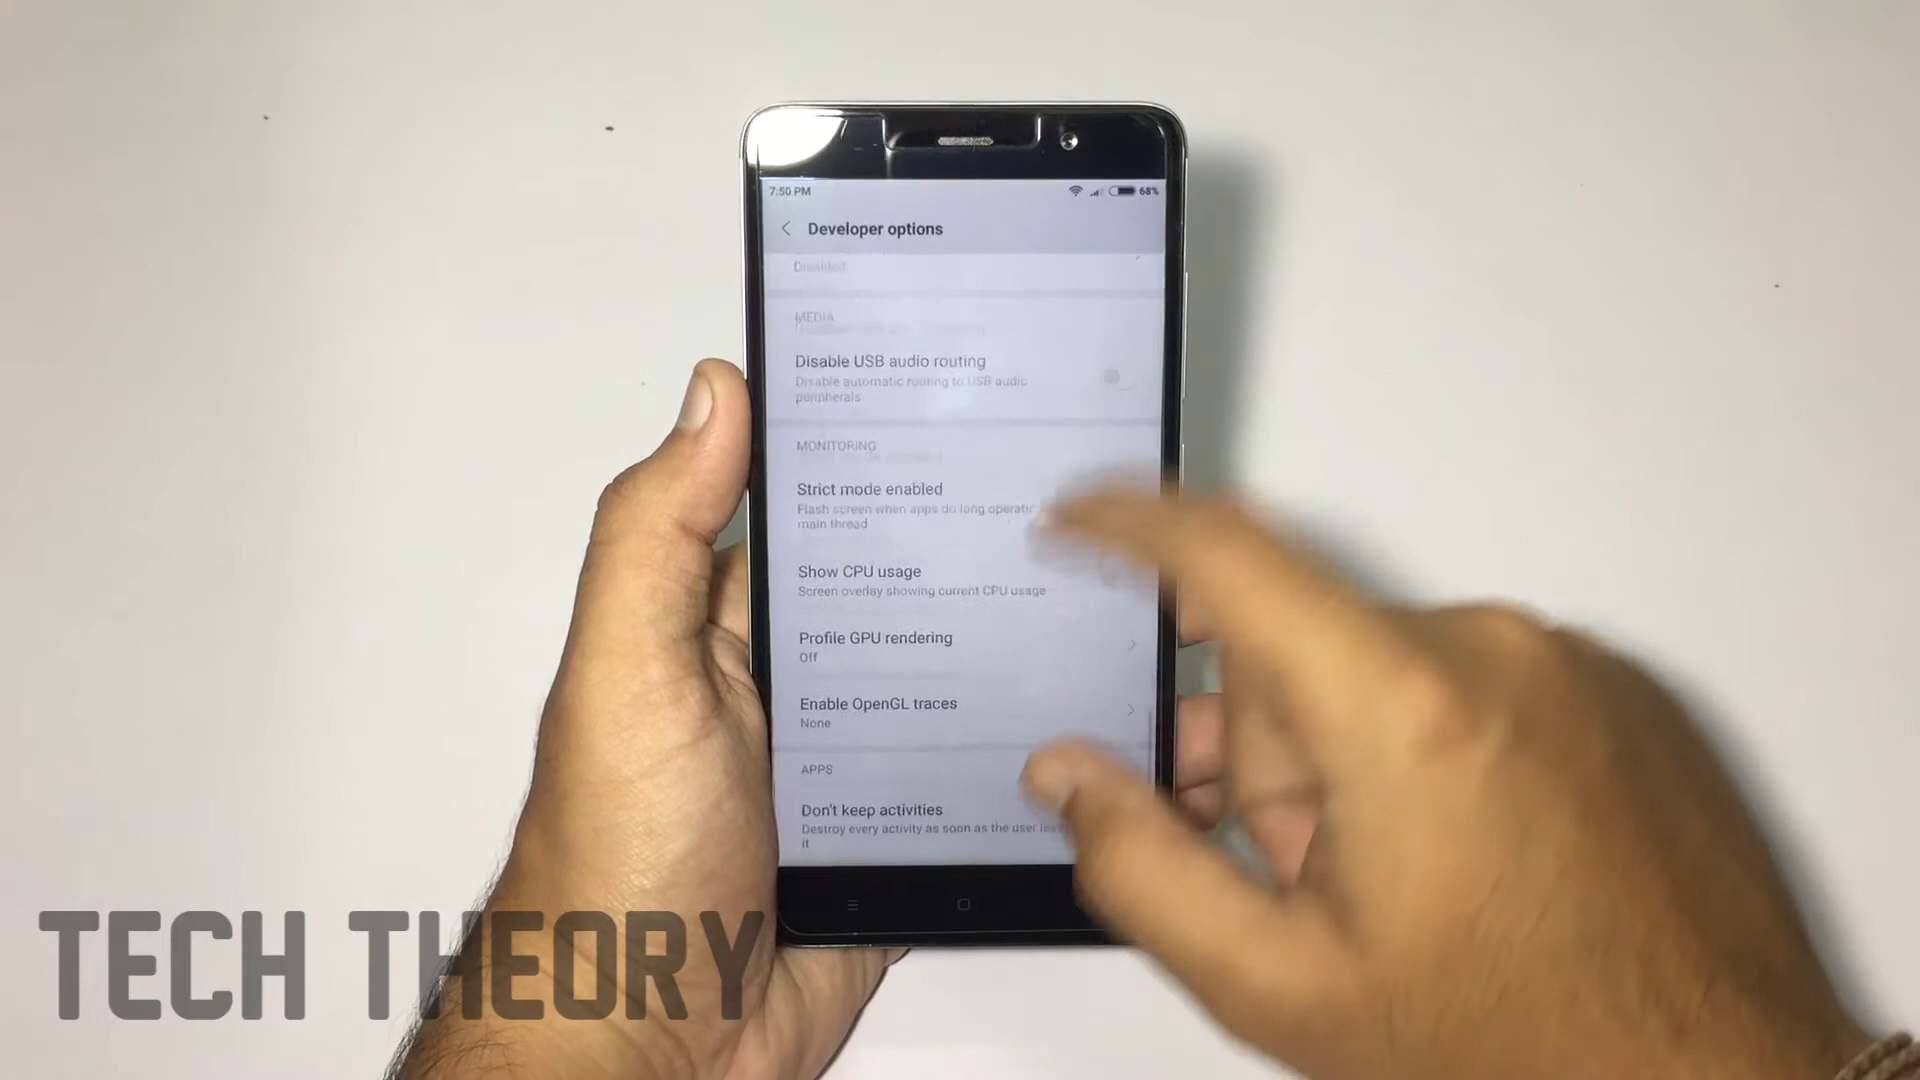 7:50 PM
68%
Developer options
Disabled
MEDIA
Disable USB audio routing
Disable automatic routing to USB audio
peripherals
MONITORING
Strict mode enabled
Flash screen when apps do long
main thread
Show CPU usage
Screen overlay showing current CPU usage
Profile GPU rendering
Off
Enable OpenGL traces
None
APPS
Don't keep activities
Destroy every activity as soon as the user
it
TECH THEORY